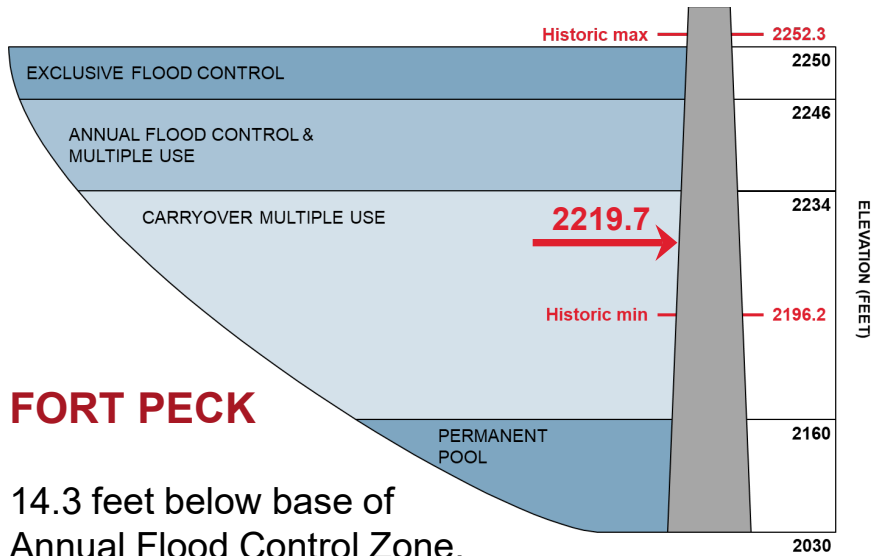 Historic max
2252.3
2250
EXCLUSIVE FLOOD CONTROL
2246
ANNUAL FLOOD CONTROL &
MULTIPLE USE
2234
CARRYOVER MULTIPLE USE
2219.7
ELEVATION (FEET)
Historic min
2196.2
FORT PECK
2160
PERMANENT
POOL
14.3 feet below base of
Annual Flood Control Zone.
2030